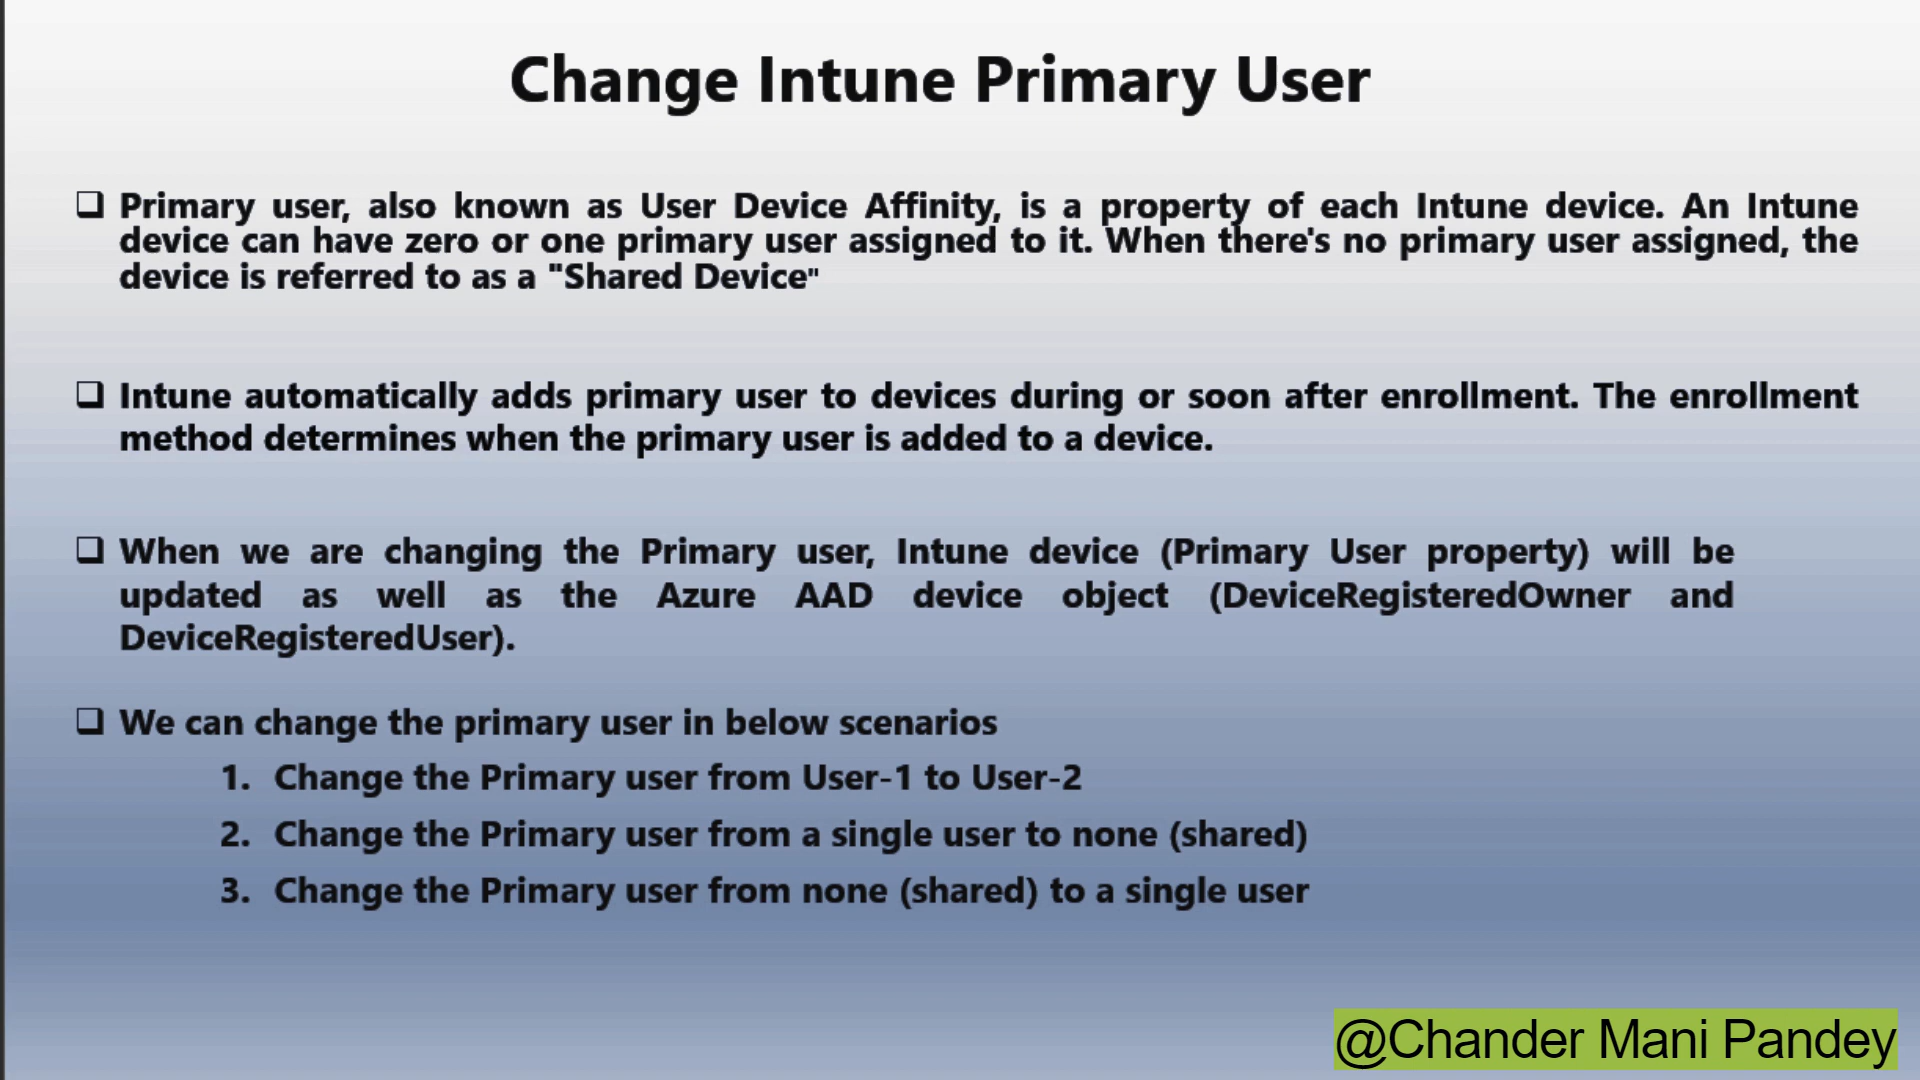 Change Intune Primary User
❑ Primary user, also known as User Device Affinity, is a property of each Intune device. An Intune
device can have zero or one primary user assigned to it. When there's no primary user assigned, the
device is referred to as a "Shared Device"
❑ Intune automatically adds primary user to devices during or soon after enrollment. The enrollment
method determines when the primary user is added to a device.
❑ When we are changing the Primary user, Intune device (Primary User property) will be
updated as well as the Azure AAD device object (DeviceRegisteredOwner and
DeviceRegisteredUser).
❑ We can change the primary user in below scenarios
1. Change the Primary user from User-1 to User-2
2. Change the Primary user from a single user to none (shared)
3. Change the Primary user from none (shared) to a single user
@Chander Mani Pandey